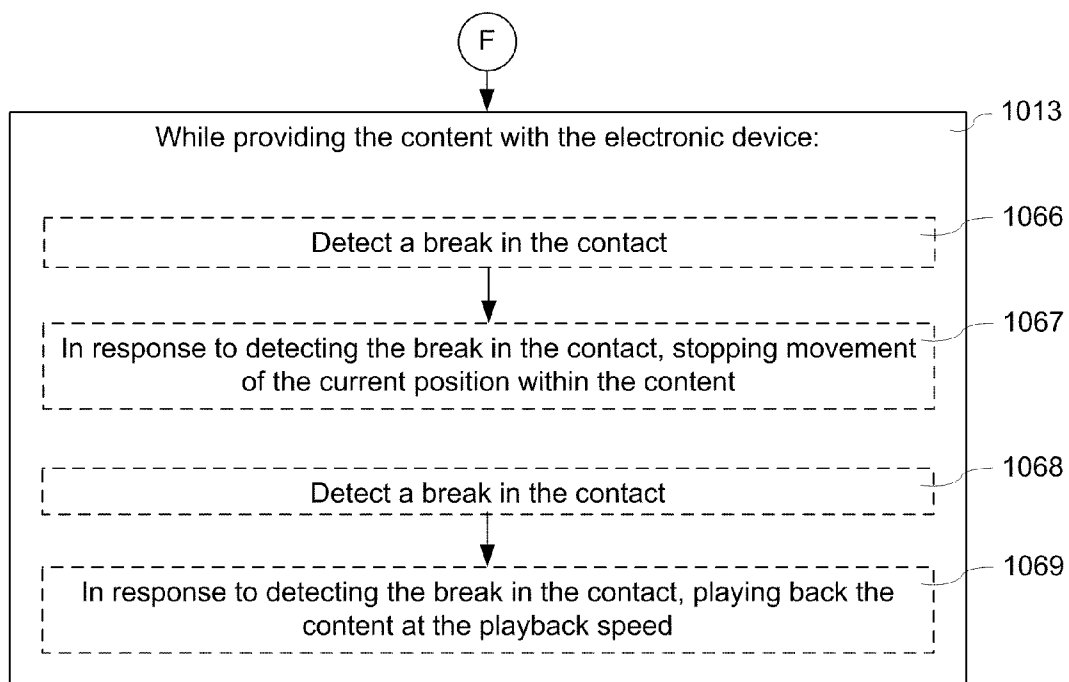 F
1013
While providing the content with the electronic device:
1066
Detect a break in the contact
1067
In response to detecting the break in the contact, stopping movement
of the current position within the content
1068
Detect a break in the contact
1069
In response to detecting the break in the contact, playing back the
content at the playback speed